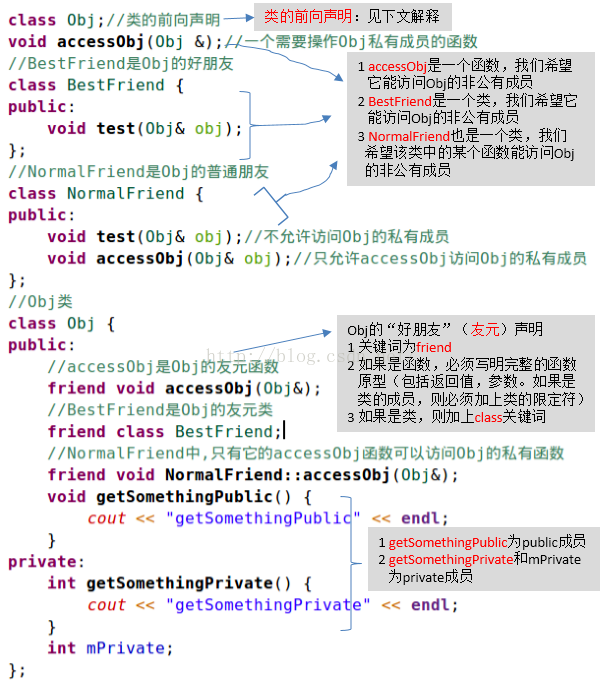 class Obj;//类的前向声明
类的前向声明：见下文解释
void accessObj(Obj &);//一个需要操作Obj私有成员的函数
//BestFriend是Obj的好朋友
class BestFriend {
public:
void test(Obj& obj);
};
1 accessObj是一个函数，我们希望
它能访问Obj的非公有成员
2 BestFriend是一个类，我们希望它
能访问Obj的非公有成员
3 NormalFriend也是一个类，我们
希望该类中的某个函数能访问Obj
的非公有成员
//NormalFriend是Obj的普通朋友
class NormalFriend {
public:
void test(Obj& obj);//不允许访问Obj的私有成员
void accessObj(Obj& obj);//只允许accessObj访问Obj的私有成员
};
//Obj类
class Obj {
public:
//accessObj是Obj的友元函数
friend void accessObj(Obj&);
//BestFriend是Obj的友元类
friend class BestFriend;
Obj的“好朋友”（友元）声明
1 关键词为friend
2 如果是函数，必须写明完整的函数
原型（包括返回值，参数。如果是
类的成员，则必须加上类的限定符）
3 如果是类，则加上class关键词
//NormalFriend中,只有它的accessObj函数可以访问Obj的私有函数
friend void NormalFriend::accessObj(Obj&);
void getSomethingPublic() {
cout << "getSomethingPublic" << endl;
}
private:
int getSomethingPrivate() {
cout << "getSomethingPrivate" << endl;
}
int mPrivate;
};
1 getSomethingPublic为public成员
2 getSomethingPrivate和mPrivate
为private成员
http://blog.cs